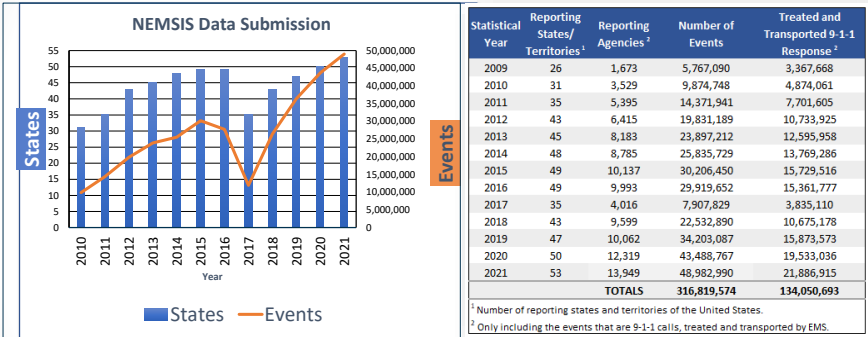 NEMSIS Data Submission
55
50
45
40
35
30
25
20
15
10
5
0
States
50,000,000
45,000,000
40,000,000
35,000,000
30,000,000
25,000,000
20,000,000
15,000,000
10,000,000
5,000,000
0
Events
2010 2011 2012 2013 2014 2015 2016 2017 2018 2019 2020 2021
Year
States Events
Statistical Year Reporting States/ Territories ¹ Reporting Agencies ² Number of Events Treated and Transported 9-1-1 Response ²
2009 26 1,673 5,767,090 3,367,668
2010 31 3,529 9,874,748 4,874,061
2011 35 5,395 14,371,941 7,701,605
2012 43 6,415 19,831,189 10,733,925
2013 45 8,183 23,897,212 12,595,958
2014 48 8,785 25,835,729 13,769,286
2015 49 10,137 30,206,450 15,729,516
2016 49 9,993 29,919,652 15,361,777
2017 35 4,016 7,907,829 3,835,110
2018 43 9,599 22,532,890 10,675,178
2019 47 10,062 34,203,087 15,873,573
2020 50 12,319 43,488,767 19,533,036
2021 53 13,949 48,982,990 21,886,915
TOTALS 316,819,574 134,050,693
¹ Number of reporting states and territories of the United States.
² Only including the events that are 9-1-1 calls, treated and transported by EMS.